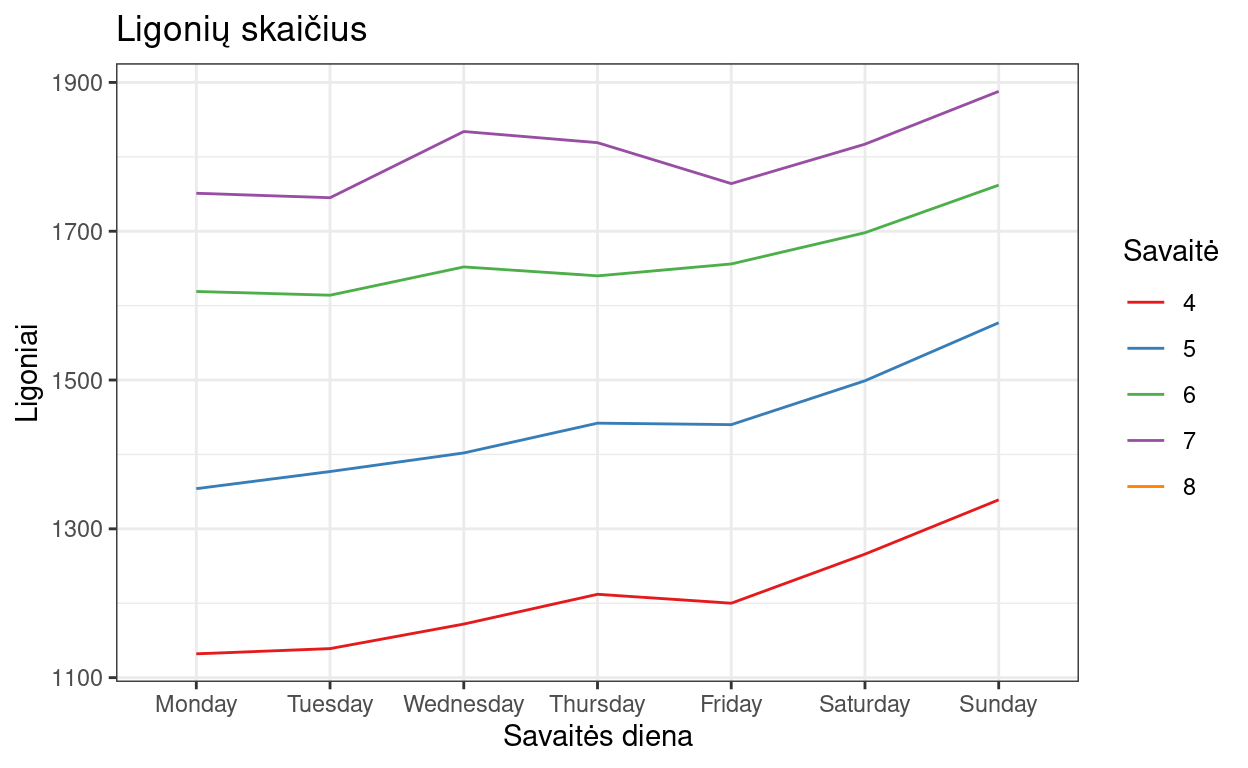 Ligonių skaičius
1900
1700
1500
1300
1100
Ligoniai
Monday Tuesday Wednesday Thursday Friday Saturday Sunday
Savaitės diena
Savaitė
4
5
6
7
8